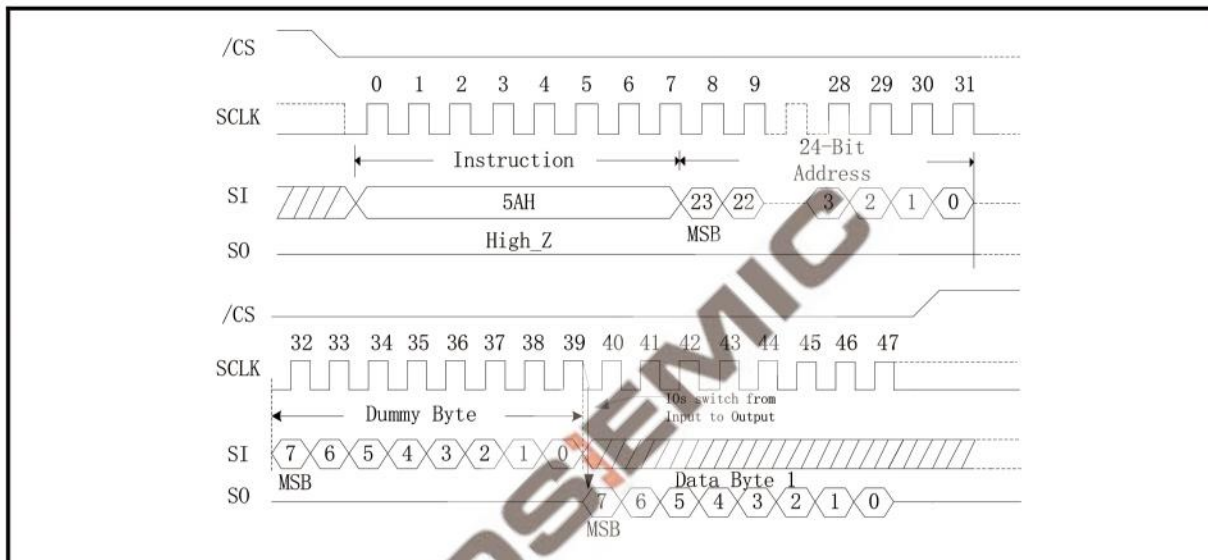 /CS
0 1 2 3 4 5 6 7 8 9 28 29 30 31
SCLK
Instruction
24-Bit
Address
SI
5AH
23 22 3 2 1 0
High_Z
MSB
SO
/CS
32 33 34 35 36 37 38 39 40 41 42 43 44 45 46 47
SCLK
Dummy Byte
IOs switch from
Input to Output
SI
7 6 5 4 3 2 1 0
MSB
Data Byte 1
SO
7 6 5 4 3 2 1 0
MSB